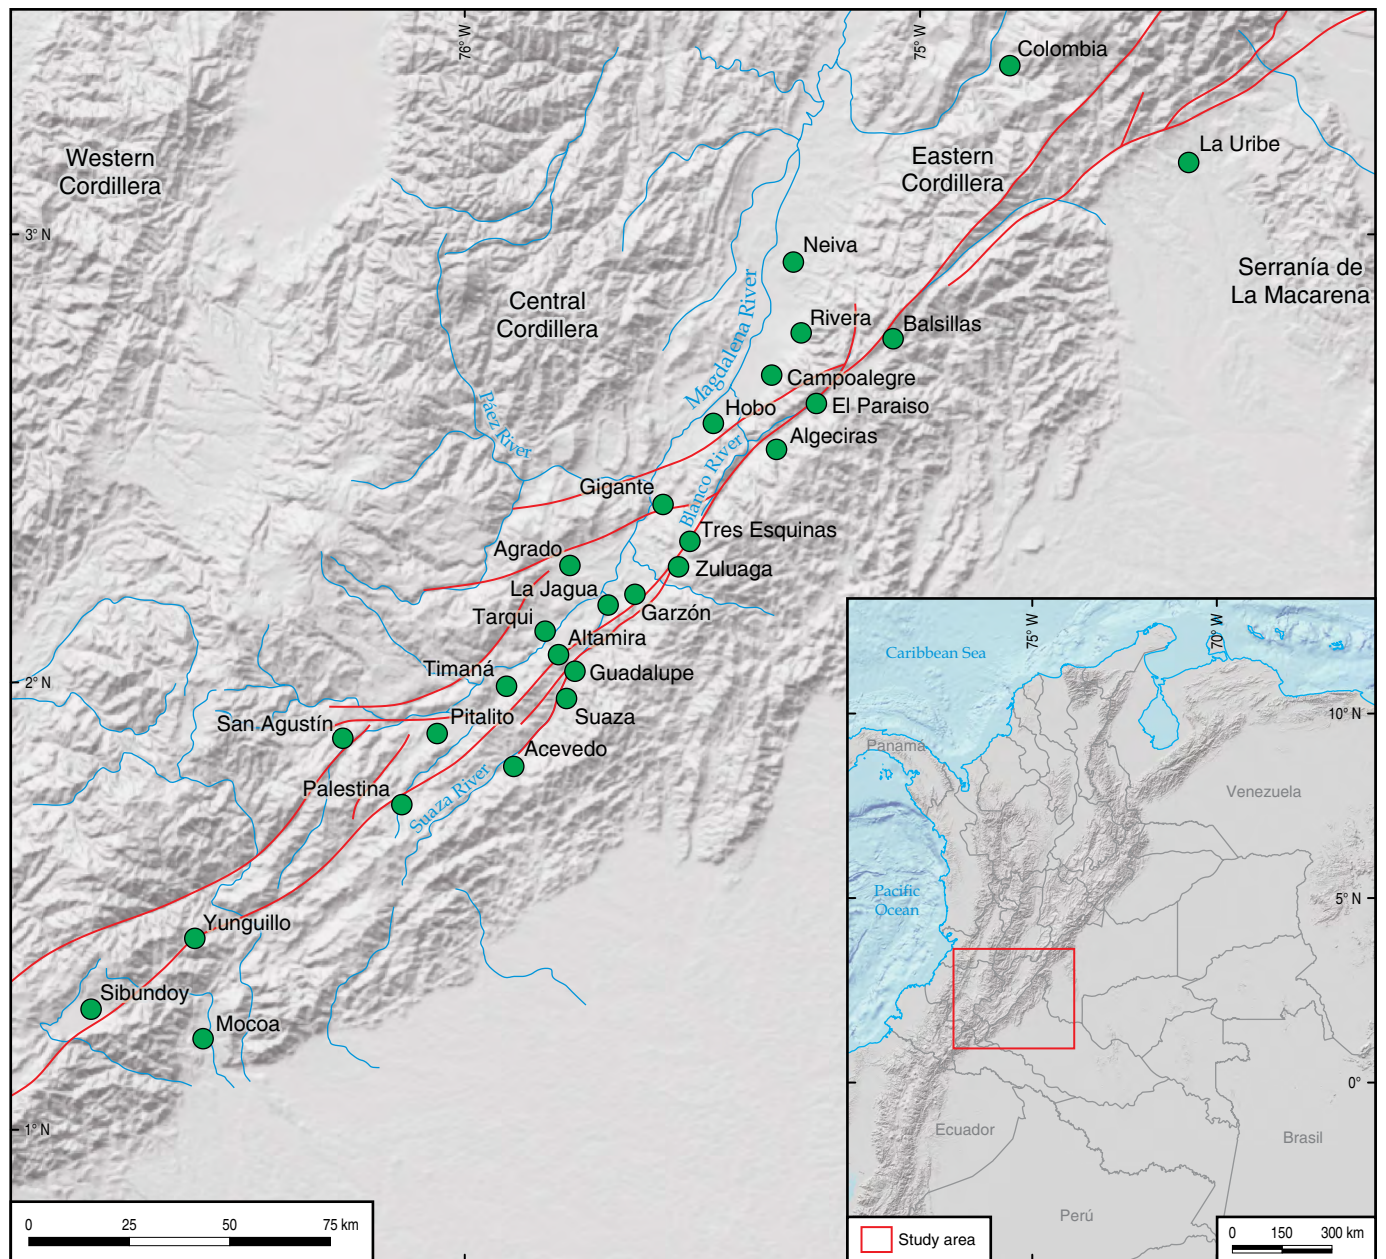 76° W
75° W
Colombia
Western
Cordillera
Eastern
Cordillera
La Uribe
3° N
Neiva
Serranía de
La Macarena
Central
Cordillera
Magdalena River
Rivera
Balsillas
Campoalegre
Páez River
Hobo
El Paraiso
Blanco River
Algeciras
Gigante
Tres Esquinas
Agrado
Zuluaga
La Jagua
Garzón
Tarqui
Altamira
Timaná
Guadalupe
2° N
San Agustín
Pitalito
Suaza
Acevedo
Palestina
Suaza River
Yunguillo
Sibundoy
Mocoa
1° N
0
25
50
75 km
75° W
70° W
Caribbean Sea
10° N
Panamá
Venezuela
Pacific
Ocean
5° N
0°
Ecuador
Brasil
Perú
Study area
0
150
300 km